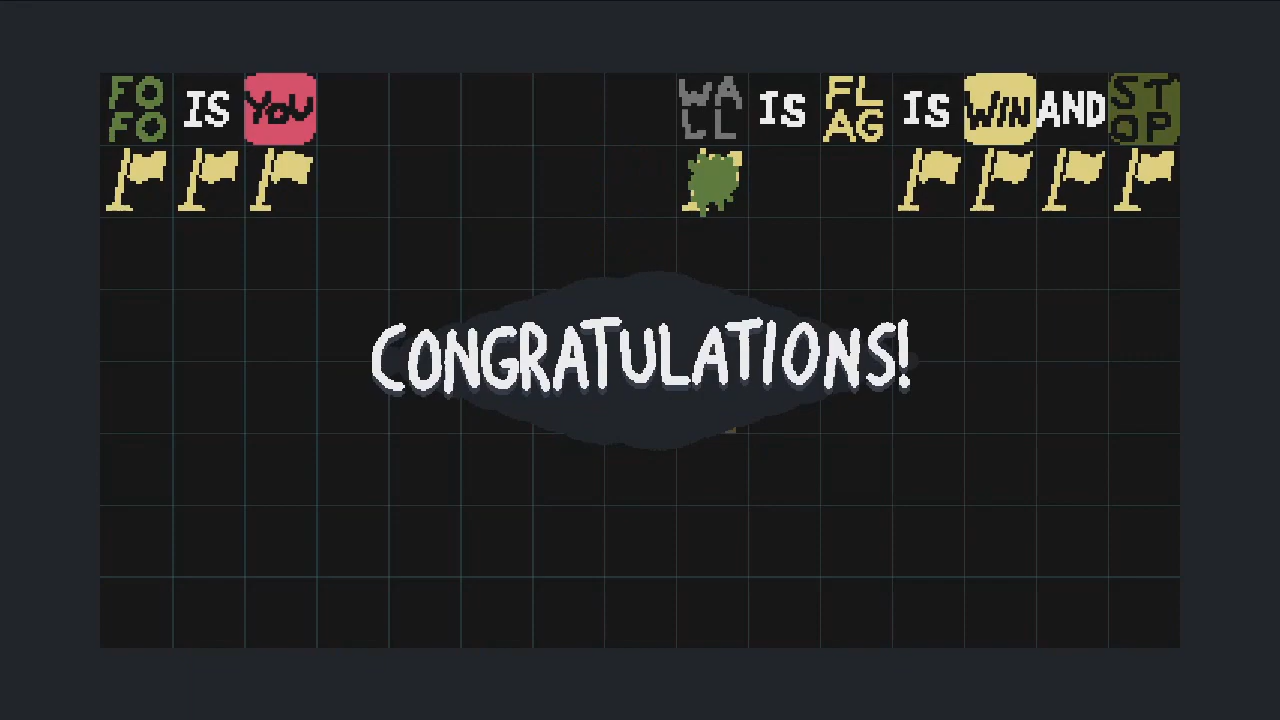 FOFO IS YOU WALL IS FLAG IS WIN AND STOP
CONGRATULATIONS!